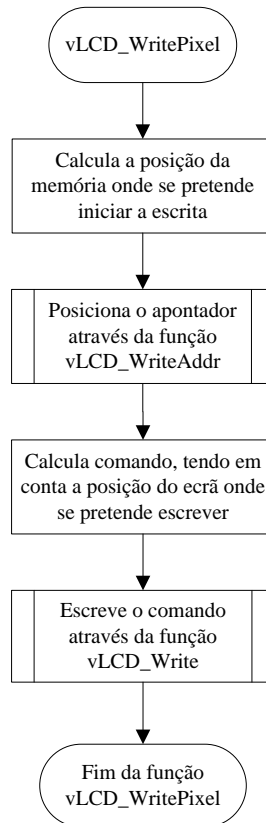 vLCD_WritePixel
Calcula a posição da
memória onde se pretende
iniciar a escrita
Posiciona o apontador
através da função
vLCD_WriteAddr
Calcula comando, tendo em
conta a posição do ecrã onde
se pretende escrever
Escreve o comando
através da função
vLCD_Write
Fim da função
vLCD_WritePixel